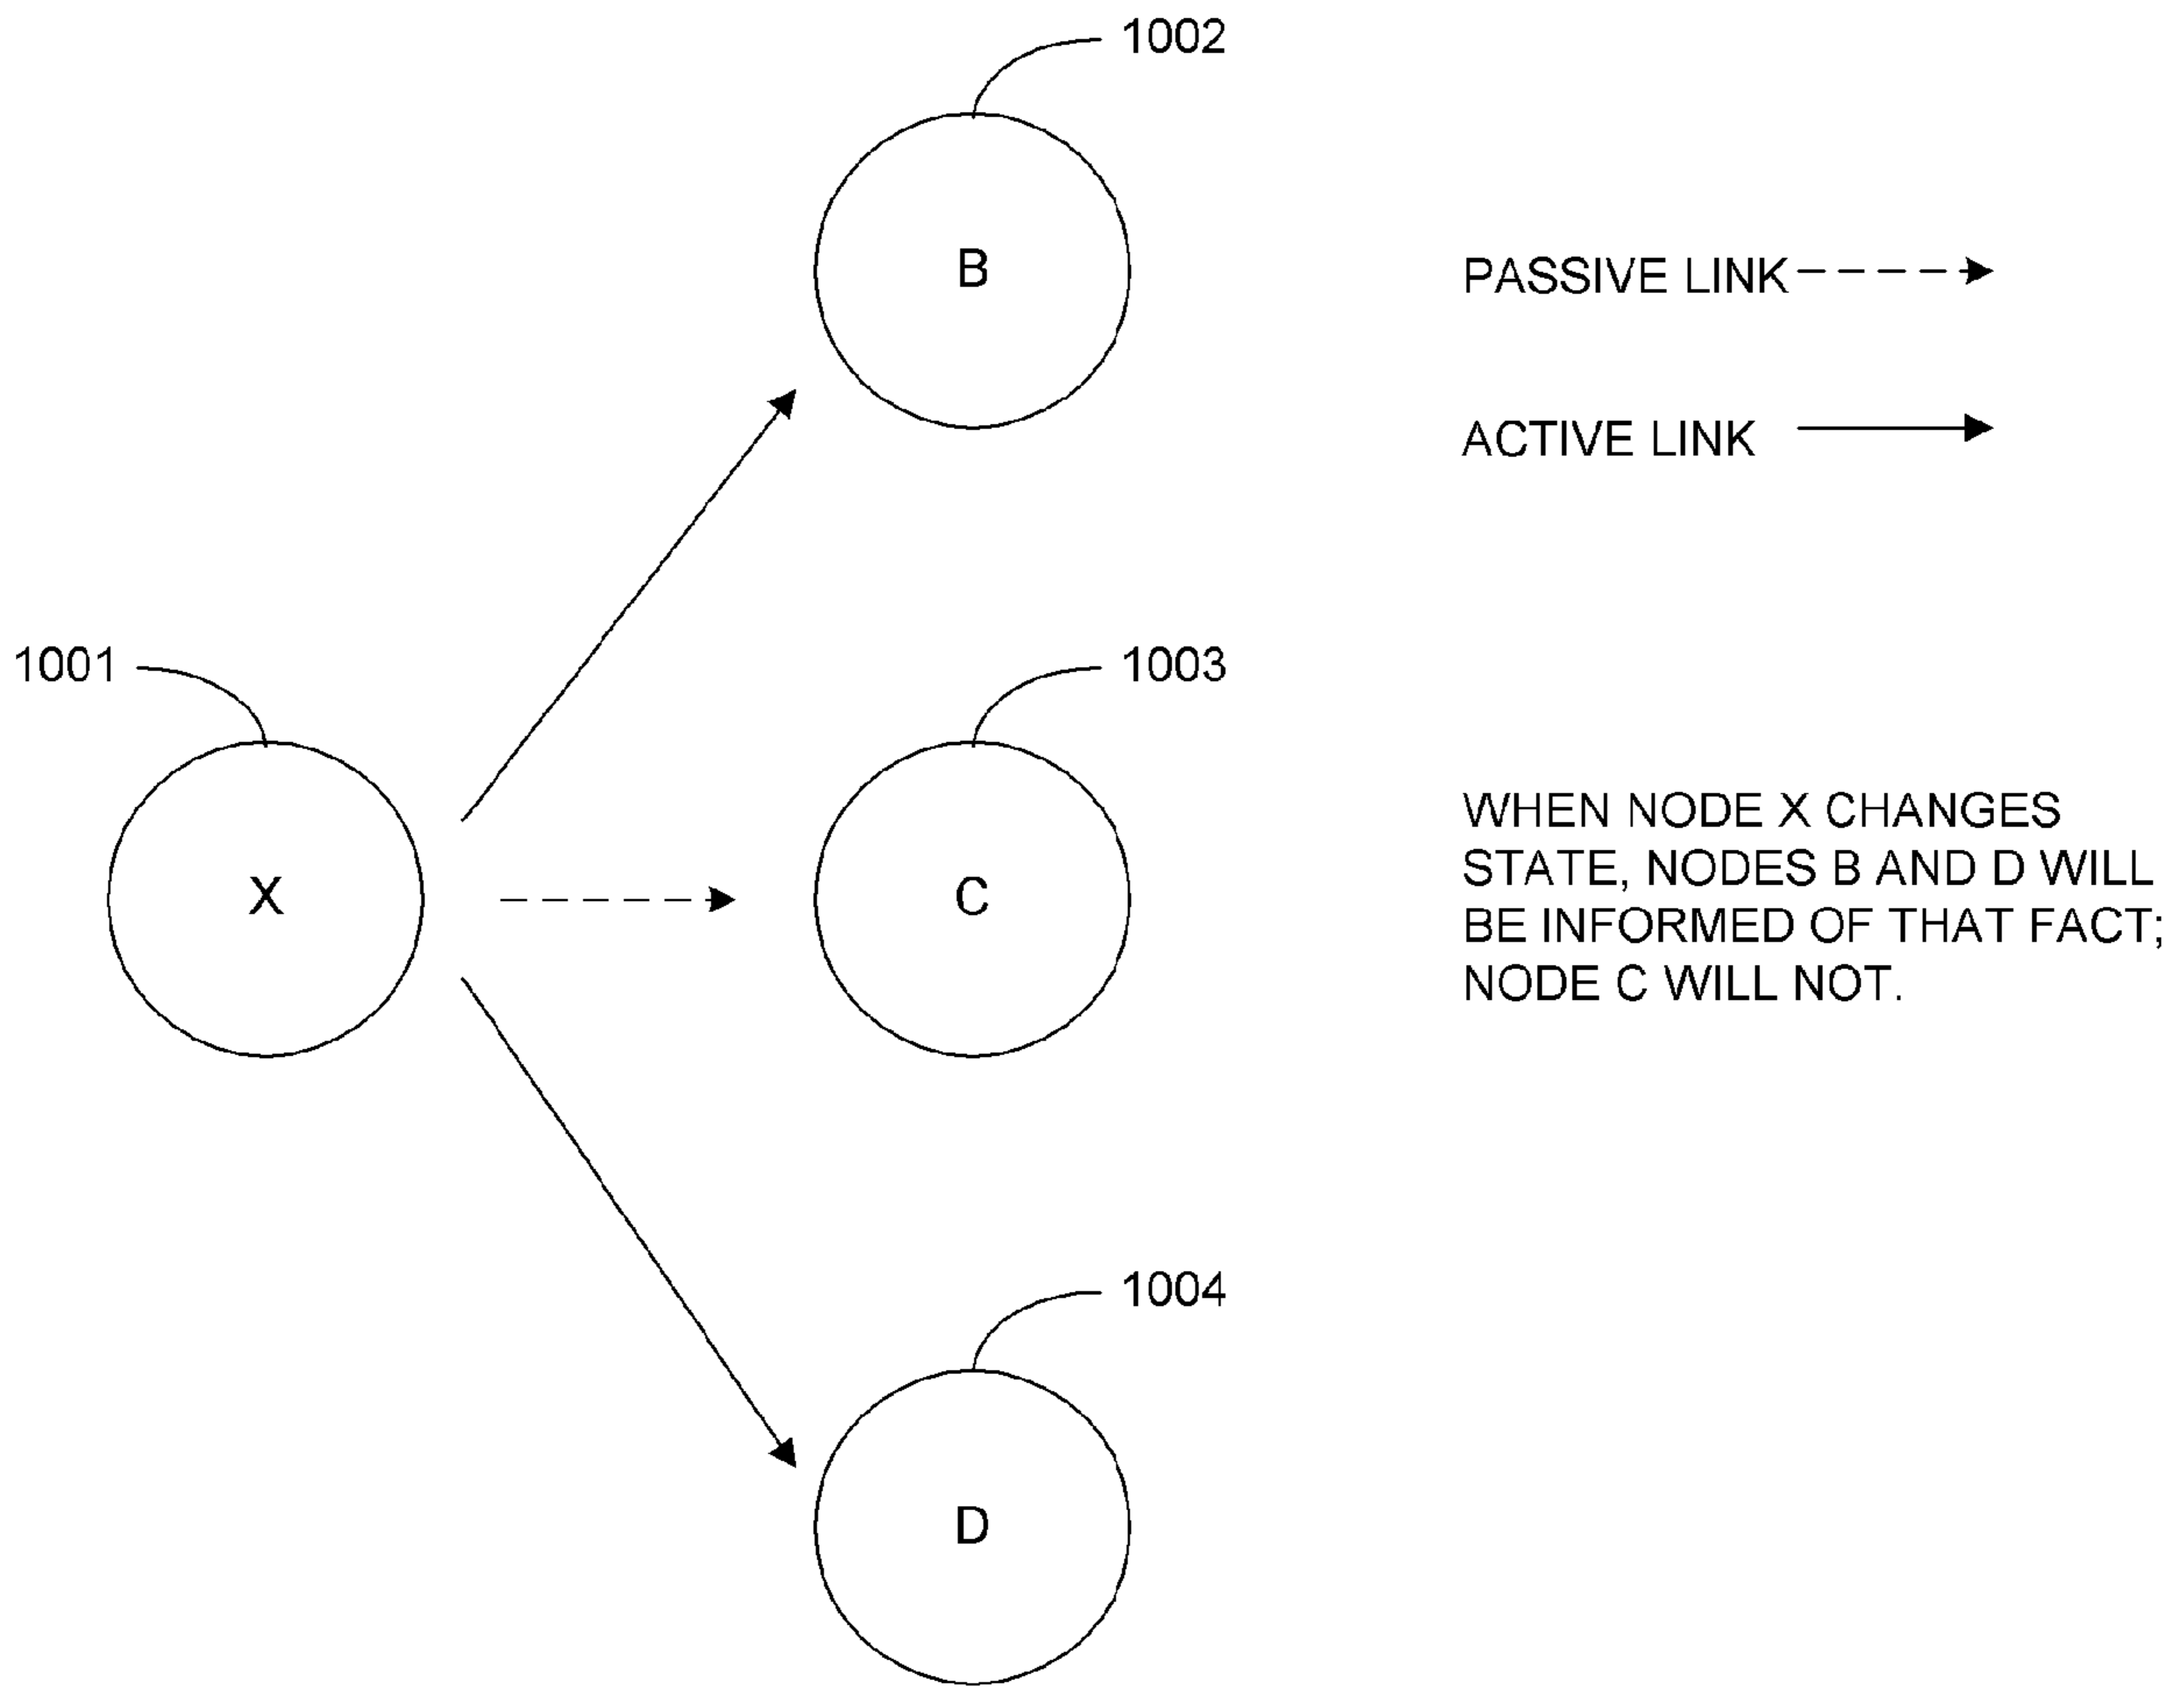 1002
B
PASSIVE LINK
ACTIVE LINK
1001
1003
X
C
WHEN NODE X CHANGES
STATE, NODES B AND D WILL
BE INFORMED OF THAT FACT;
NODE C WILL NOT.
1004
D